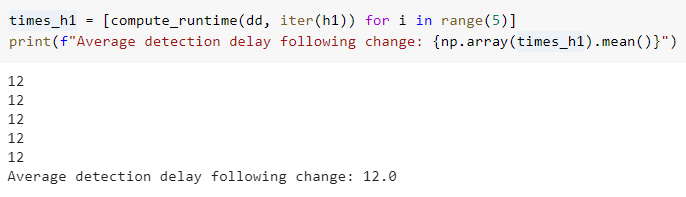 times_h1 = [compute_runtime(dd, iter(h1)) for i in range(5)]
print(f"Average detection delay following change: {np.array(times_h1).mean()}")
12
12
12
12
12
Average detection delay following change: 12.0